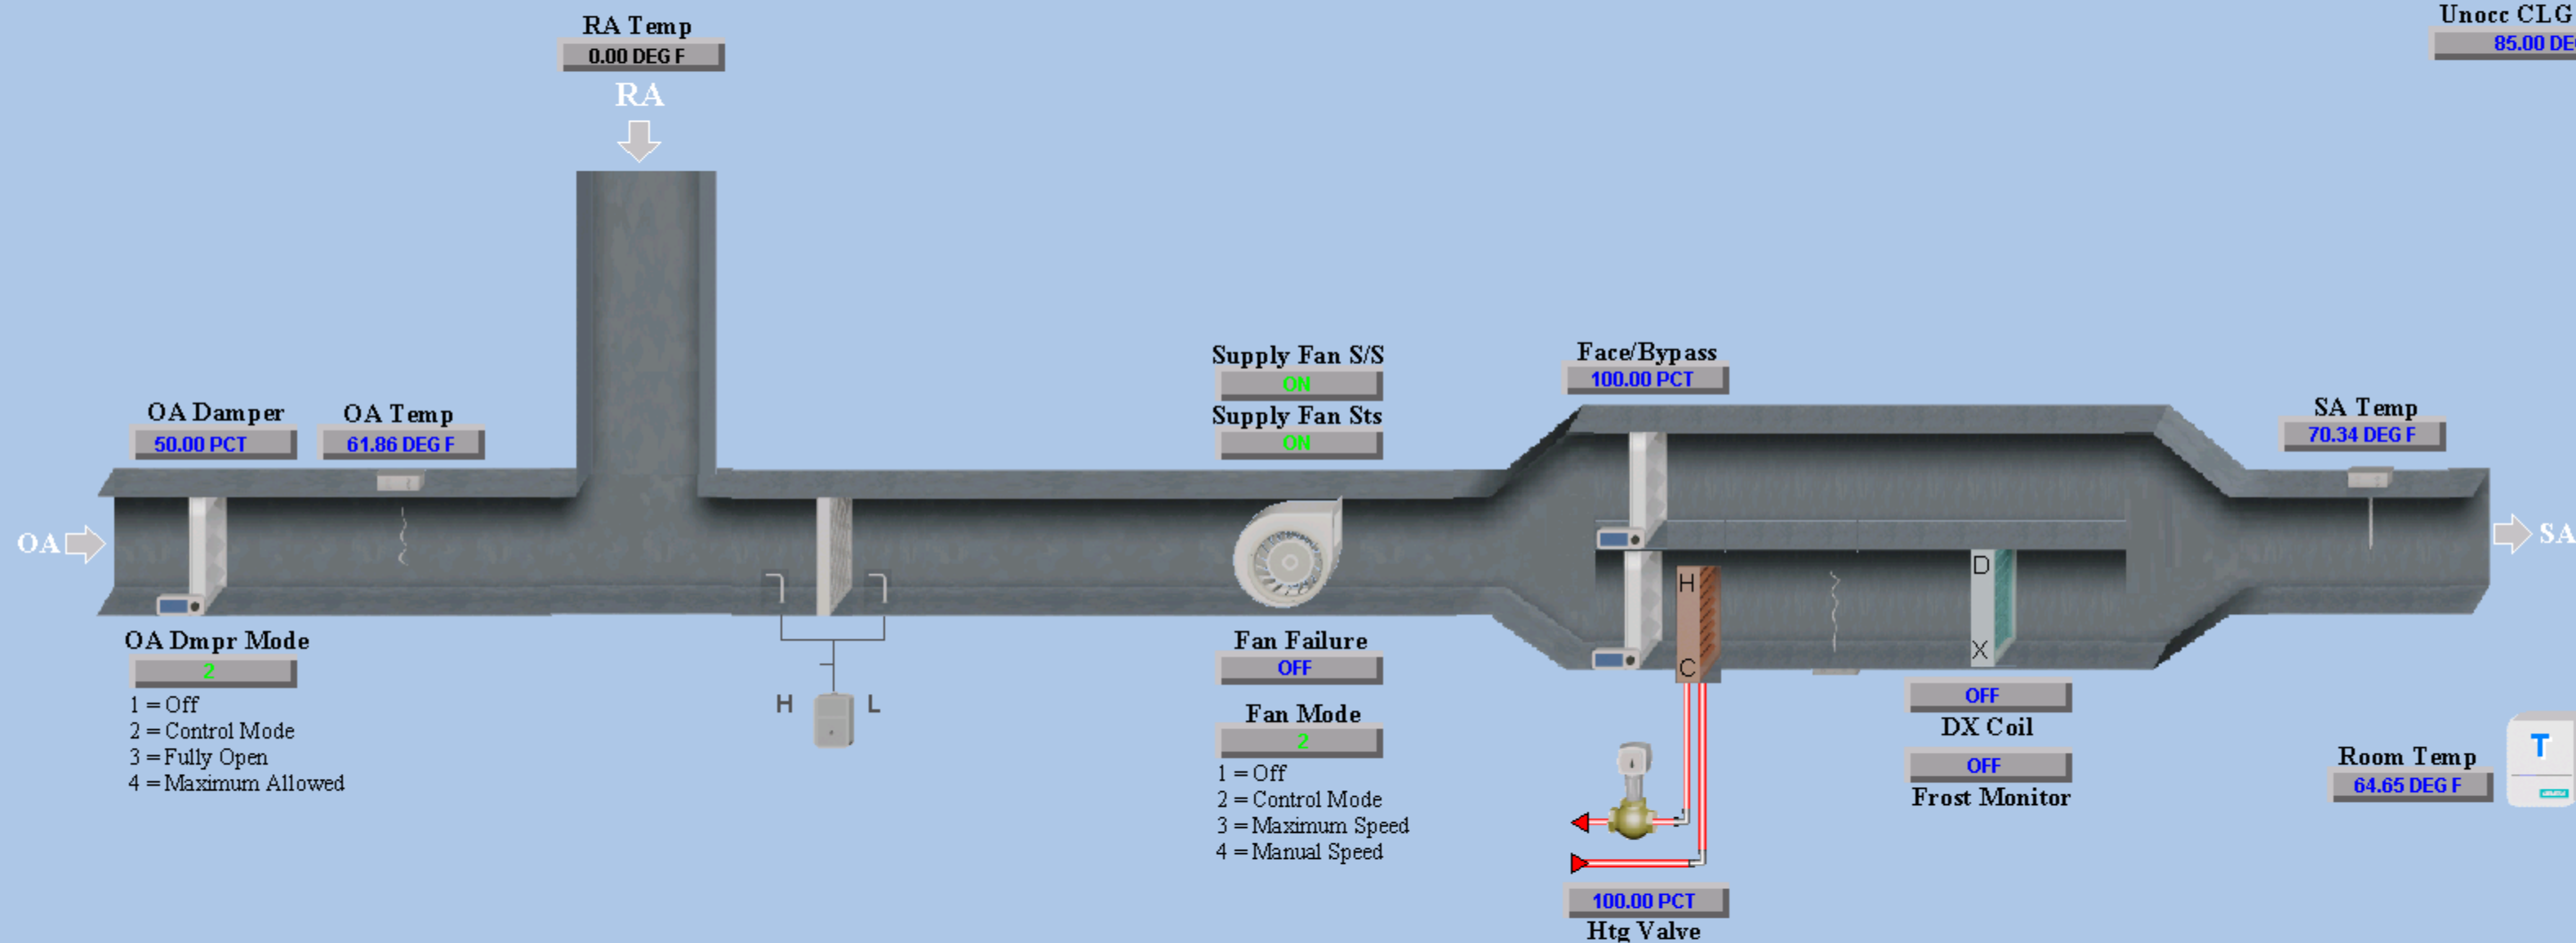 RA Temp
0.00 DEG F
RA
Unocc CLG
85.00 DE
Supply Fan S/S
ON
Supply Fan Sts
ON
Face/Bypass
100.00 PCT
OA Damper
50.00 PCT
OA Temp
61.86 DEG F
SA Temp
70.34 DEG F
OA
SA
H
C
D
X
OA Dmpr Mode
2
1 = Off
2 = Control Mode
3 = Fully Open
4 = Maximum Allowed
H
L
Fan Failure
OFF
Fan Mode
2
1 = Off
2 = Control Mode
3 = Maximum Speed
4 = Manual Speed
OFF
DX Coil
OFF
Frost Monitor
Room Temp
64.65 DEG F
T
100.00 PCT
Htg Valve